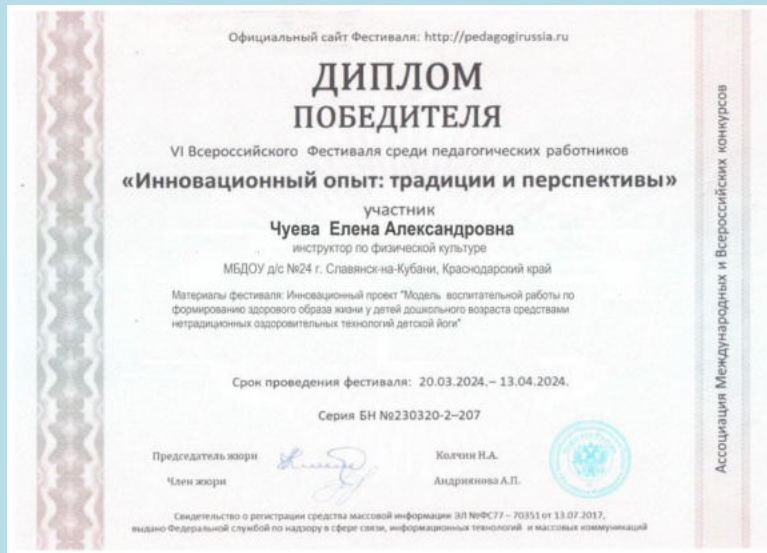 Официальный сайт Фестиваля: http://pedagogirussia.ru
ДИПЛОМ
ПОБЕДИТЕЛЯ
VI Всероссийского Фестиваля среди педагогических работников
«Инновационный опыт: традиции и перспективы»
участник
Чуева Елена Александровна
инструктор по физической культуре
МБДОУ д/с №24 г. Славянск-на-Кубани, Краснодарский край
Материалы фестиваля: Инновационный проект "Модель воспитательной работы по
формированию здорового образа жизни у детей дошкольного возраста средствами
нетрадиционных оздоровительных технологий детской йоги"
Срок проведения фестиваля: 20.03.2024.– 13.04.2024.
Серия БН №230320-2–207
Председатель жюри Колчин Н.А.
Член жюри Андриянова А.П.
Свидетельство о регистрации средства массовой информации ЭЛ №ФС77 – 70351 от 13.07.2017,
выдано Федеральной службой по надзору в сфере связи, информационных технологий и массовых коммуникаций
Ассоциация Международных и Всероссийских конкурсов